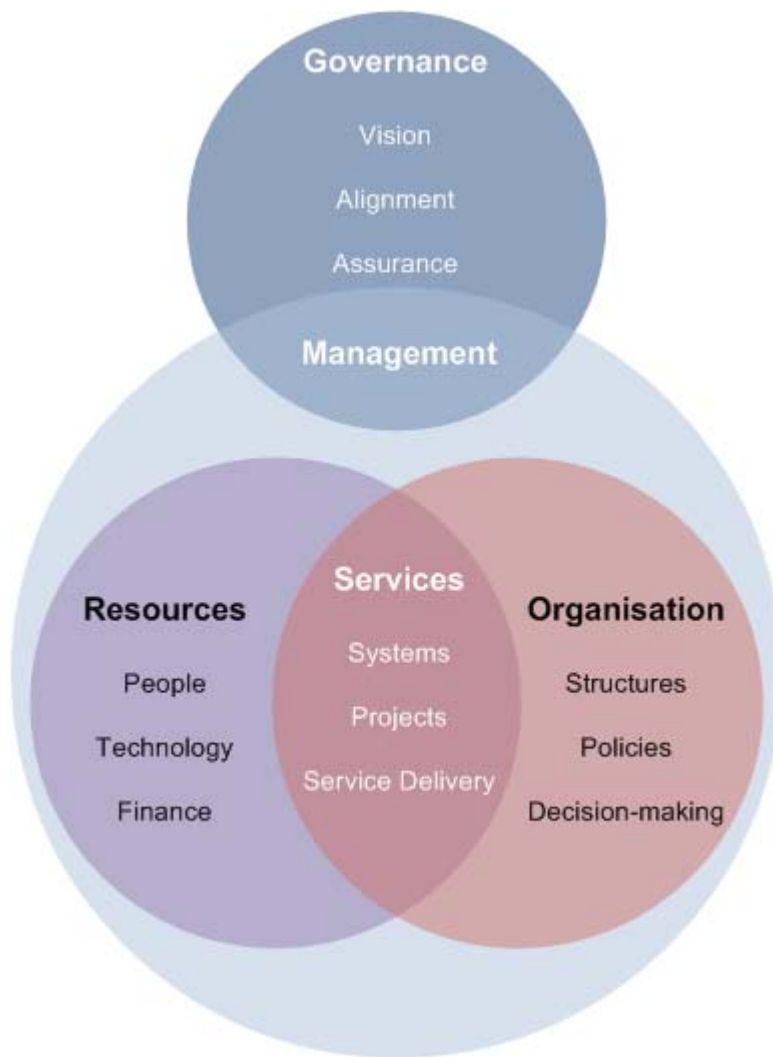 Governance
Vision
Alignment
Assurance
Management
Resources
People
Technology
Finance
Services
Systems
Projects
Service Delivery
Organisation
Structures
Policies
Decision-making